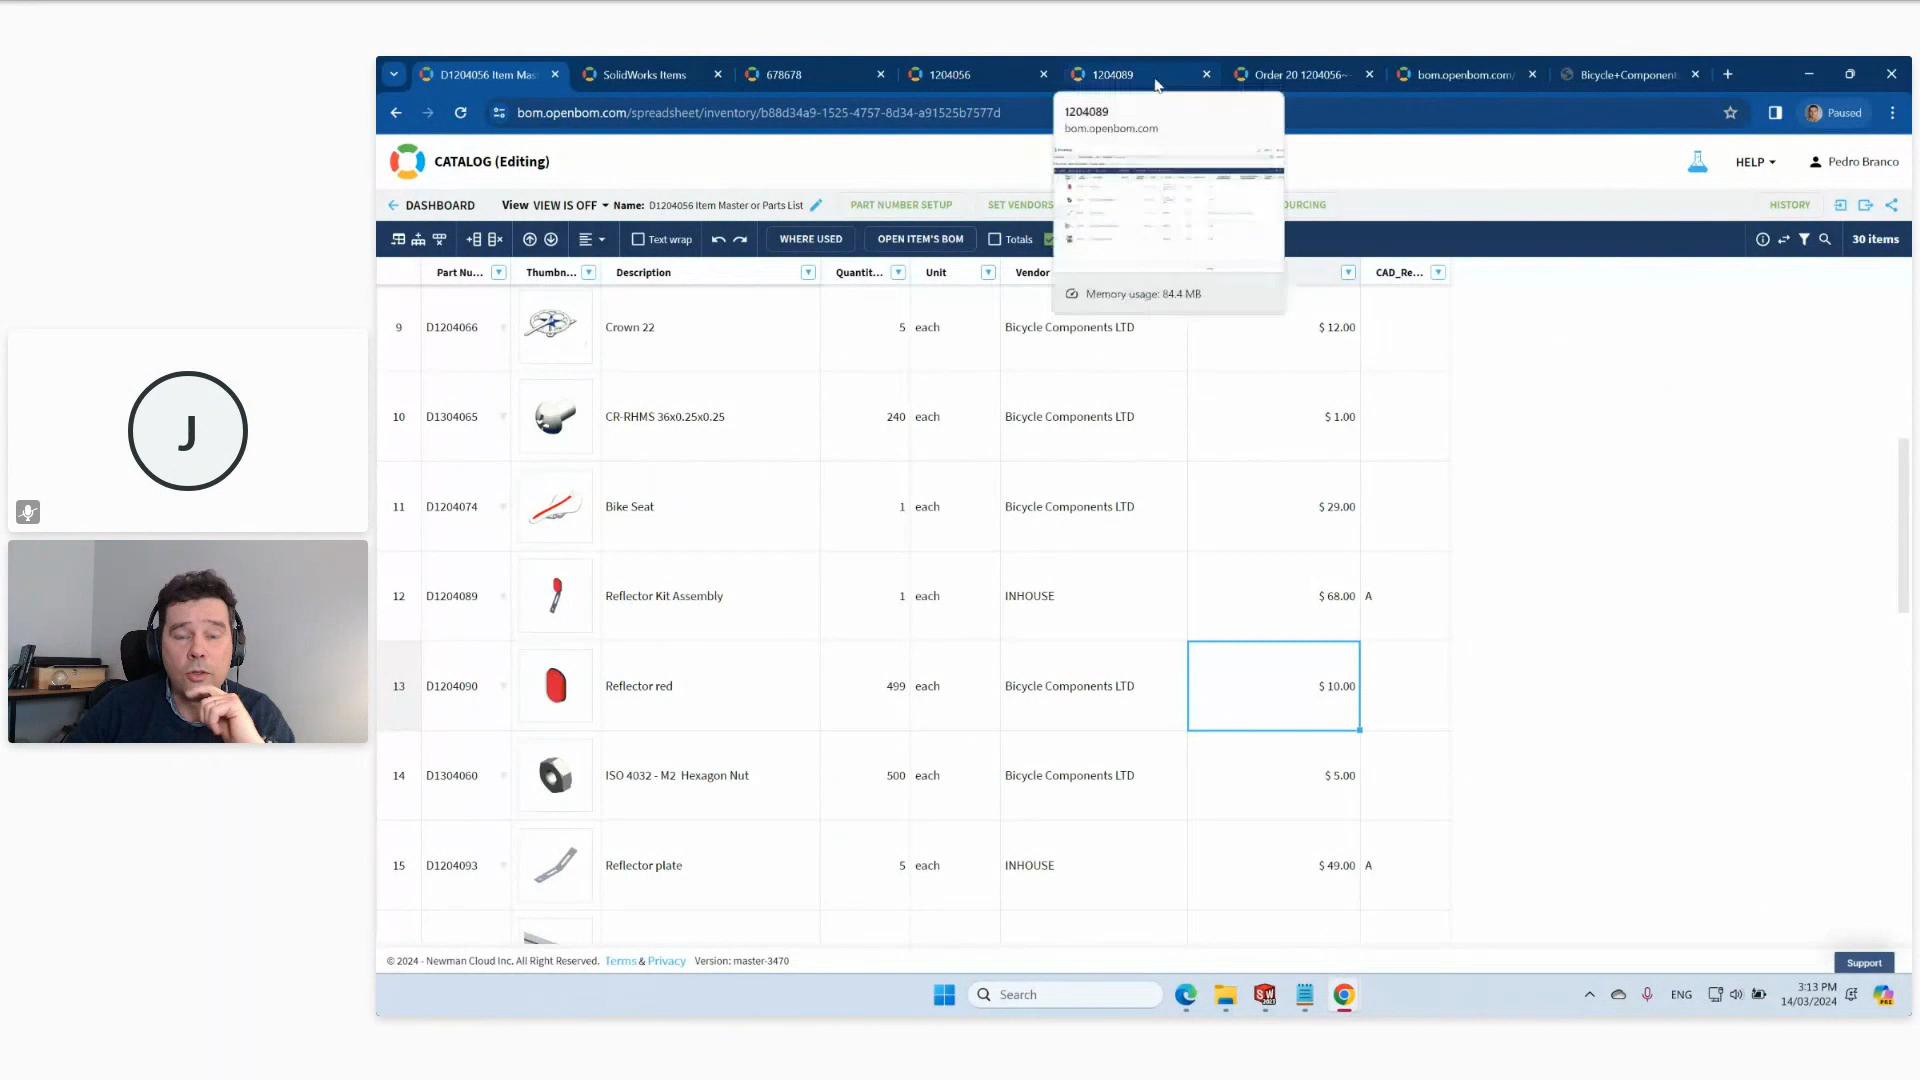 D1204056 Item Mas
SolidWorks Items
678678
1204056
1204089
Order 20 1204056~
bom.openbom.com/
Bicycle+Component
bom.openbom.com/spreadsheet/inventory/b88d34a9-1525-4757-8d34-a91525b7577d
Paused
1204089
bom.openbom.com
Memory usage: 84.4 MB
CATALOG (Editing)
HELP
Pedro Branco
DASHBOARD
View VIEW IS OFF
Name: D1204056 Item Master or Parts List
PART NUMBER SETUP
SET VENDORS
OURCING
HISTORY
Text wrap
WHERE USED
OPEN ITEM'S BOM
Totals
30 items
Part Nu... Thumbn... Description Quantit... Unit Vendor CAD_Re...
9 D1204066 Crown 22 5 each Bicycle Components LTD $ 12.00
10 D1304065 CR-RHMS 36x0.25x0.25 240 each Bicycle Components LTD $ 1.00
11 D1204074 Bike Seat 1 each Bicycle Components LTD $ 29.00
12 D1204089 Reflector Kit Assembly 1 each INHOUSE $ 68.00 A
13 D1204090 Reflector red 499 each Bicycle Components LTD $ 10.00
14 D1304060 ISO 4032 - M2 Hexagon Nut 500 each Bicycle Components LTD $ 5.00
15 D1204093 Reflector plate 5 each INHOUSE $ 49.00 A
© 2024 - Newman Cloud Inc. All Right Reserved. Terms & Privacy Version: master-3470
Support
Search
ENG
3:13 PM
14/03/2024
J